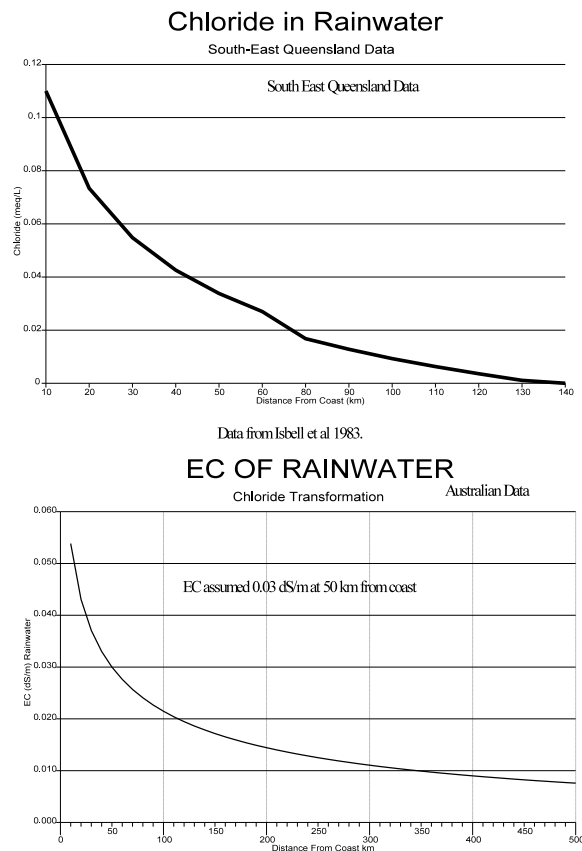 Chloride in Rainwater
South-East Queensland Data
South East Queensland Data
0.12
0.1
0.08
0.06
0.04
0.02
0
Chloride (meq/L)
10 20 30 40 50 60 80 90 100 110 120 130 140
Distance From Coast (km)
Data from Isbell et al 1983.
EC OF RAINWATER
Chloride Transformation
Australian Data
EC assumed 0.03 dS/m at 50 km from coast
0.060
0.050
0.040
0.030
0.020
0.010
0.000
EC (dS/m) Rainwater
0 50 100 150 200 250 300 350 400 450 500
Distance From Coast km